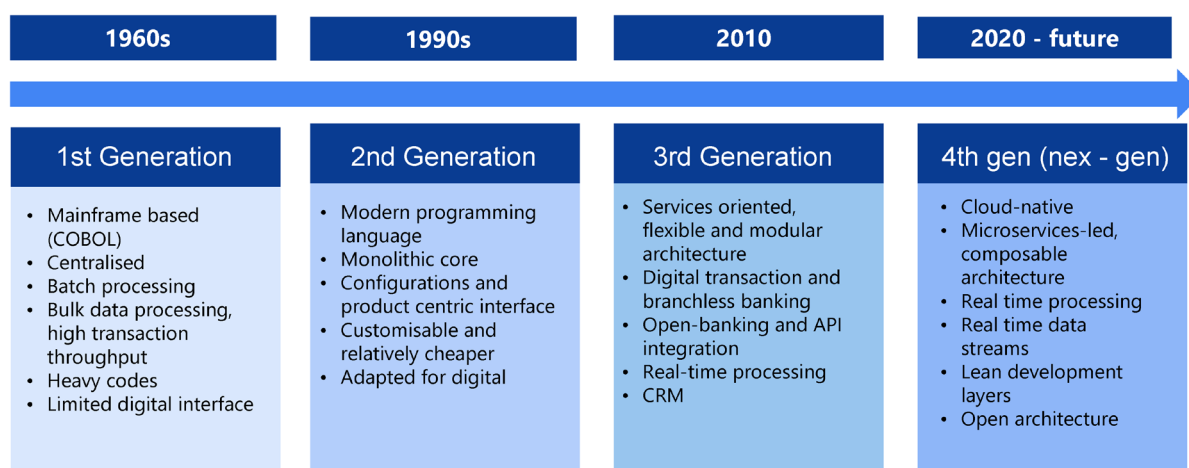 1960s
1990s
2010
2020 - future
1st Generation
• Mainframe based
(COBOL)
• Centralised
• Batch processing
• Bulk data processing,
high transaction
throughput
• Heavy codes
• Limited digital interface
2nd Generation
• Modern programming
language
• Monolithic core
• Configurations and
product centric interface
• Customisable and
relatively cheaper
• Adapted for digital
3rd Generation
• Services oriented,
flexible and modular
architecture
• Digital transaction and
branchless banking
• Open-banking and API
integration
• Real-time processing
• CRM
4th gen (nex - gen)
• Cloud-native
• Microservices-led,
composable
architecture
• Real time processing
• Real time data
streams
• Lean development
layers
• Open architecture